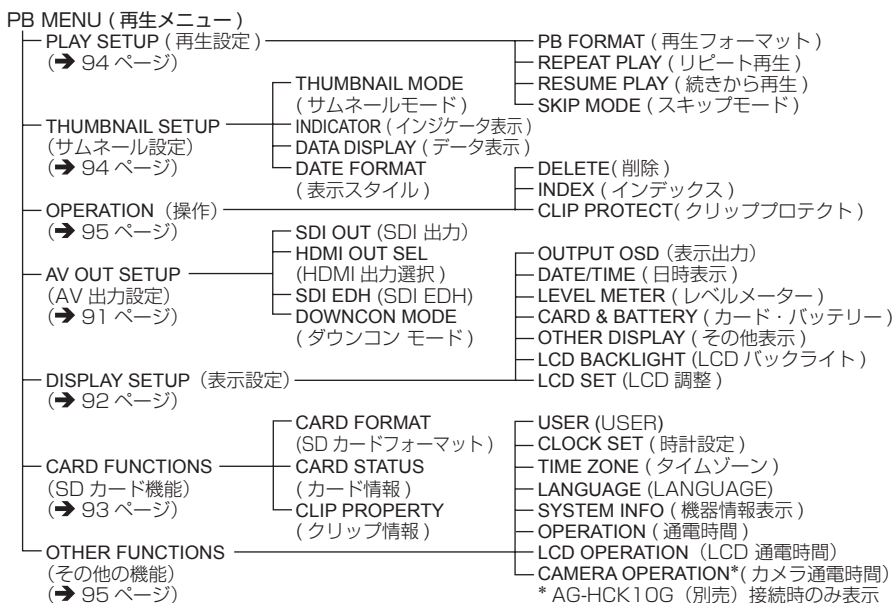 PB MENU ( 再生メニュー )
PLAY SETUP ( 再生設定 )
(➔ 94 ページ)
PB FORMAT ( 再生フォーマット )
REPEAT PLAY ( リピート再生 )
RESUME PLAY ( 続きから再生 )
SKIP MODE ( スキップモード )
THUMBNAIL SETUP
(サムネール設定)
(➔ 94 ページ)
THUMBNAIL MODE
( サムネールモード )
INDICATOR ( インジケータ表示 )
DATA DISPLAY ( データ表示 )
DATE FORMAT
( 表示スタイル )
OPERATION（操作）
(➔ 95 ページ)
DELETE( 削除 )
INDEX ( インデックス )
CLIP PROTECT( クリッププロテクト )
AV OUT SETUP
(AV 出力設定)
(➔ 91 ページ)
SDI OUT (SDI 出力)
HDMI OUT SEL
(HDMI 出力選択 )
SDI EDH (SDI EDH)
DOWNCON MODE
( ダウンコン モード )
DISPLAY SETUP（表示設定）
(➔ 92 ページ)
OUTPUT OSD（表示出力）
DATE/TIME ( 日時表示 )
LEVEL METER ( レベルメーター )
CARD & BATTERY ( カード・バッテリー )
OTHER DISPLAY ( その他表示 )
LCD BACKLIGHT (LCD バックライト )
LCD SET (LCD 調整 )
CARD FUNCTIONS
(SD カード機能)
(➔ 93 ページ)
CARD FORMAT
(SD カードフォーマット )
CARD STATUS
( カード情報 )
CLIP PROPERTY
( クリップ情報 )
OTHER FUNCTIONS
(その他の機能)
(➔ 95 ページ)
USER (USER)
CLOCK SET ( 時計設定 )
TIME ZONE ( タイムゾーン )
LANGUAGE (LANGUAGE)
SYSTEM INFO ( 機器情報表示 )
OPERATION ( 通電時間 )
LCD OPERATION（LCD 通電時間）
CAMERA OPERATION*( カメラ通電時間)
* AG-HCK10G（別売）接続時のみ表示